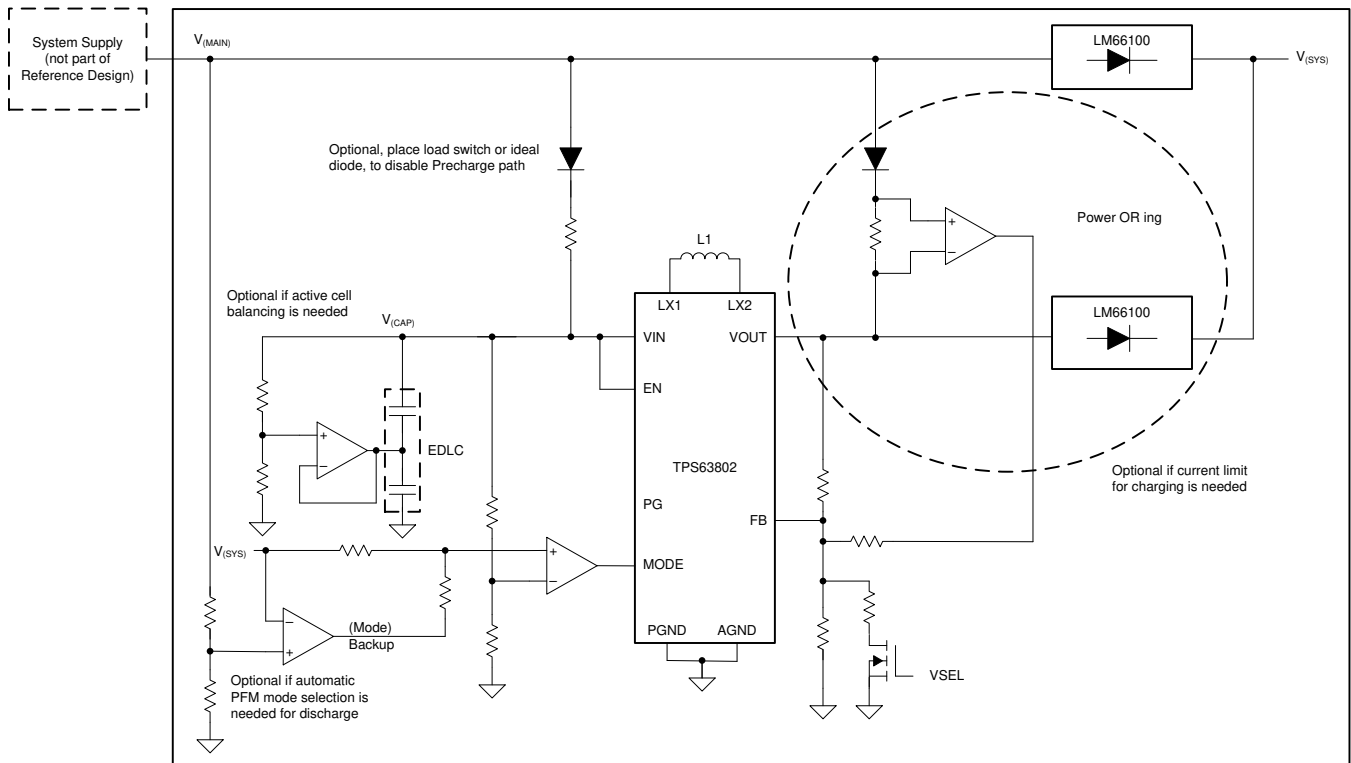 System Supply
(not part of
Reference Design)
V(MAIN)
LM66100
V(SYS)
Optional, place load switch or ideal
diode, to disable Precharge path
+
−
Power OR ing
L1
LX1
LX2
Optional if active cell
balancing is needed
V(CAP)
VIN
VOUT
LM66100
EN
+
−
EDLC
TPS63802
Optional if current limit
for charging is needed
PG
FB
V(SYS)
+
−
MODE
−
+
(Mode)
Backup
PGND
AGND
Optional if automatic
PFM mode selection is
needed for discharge
VSEL